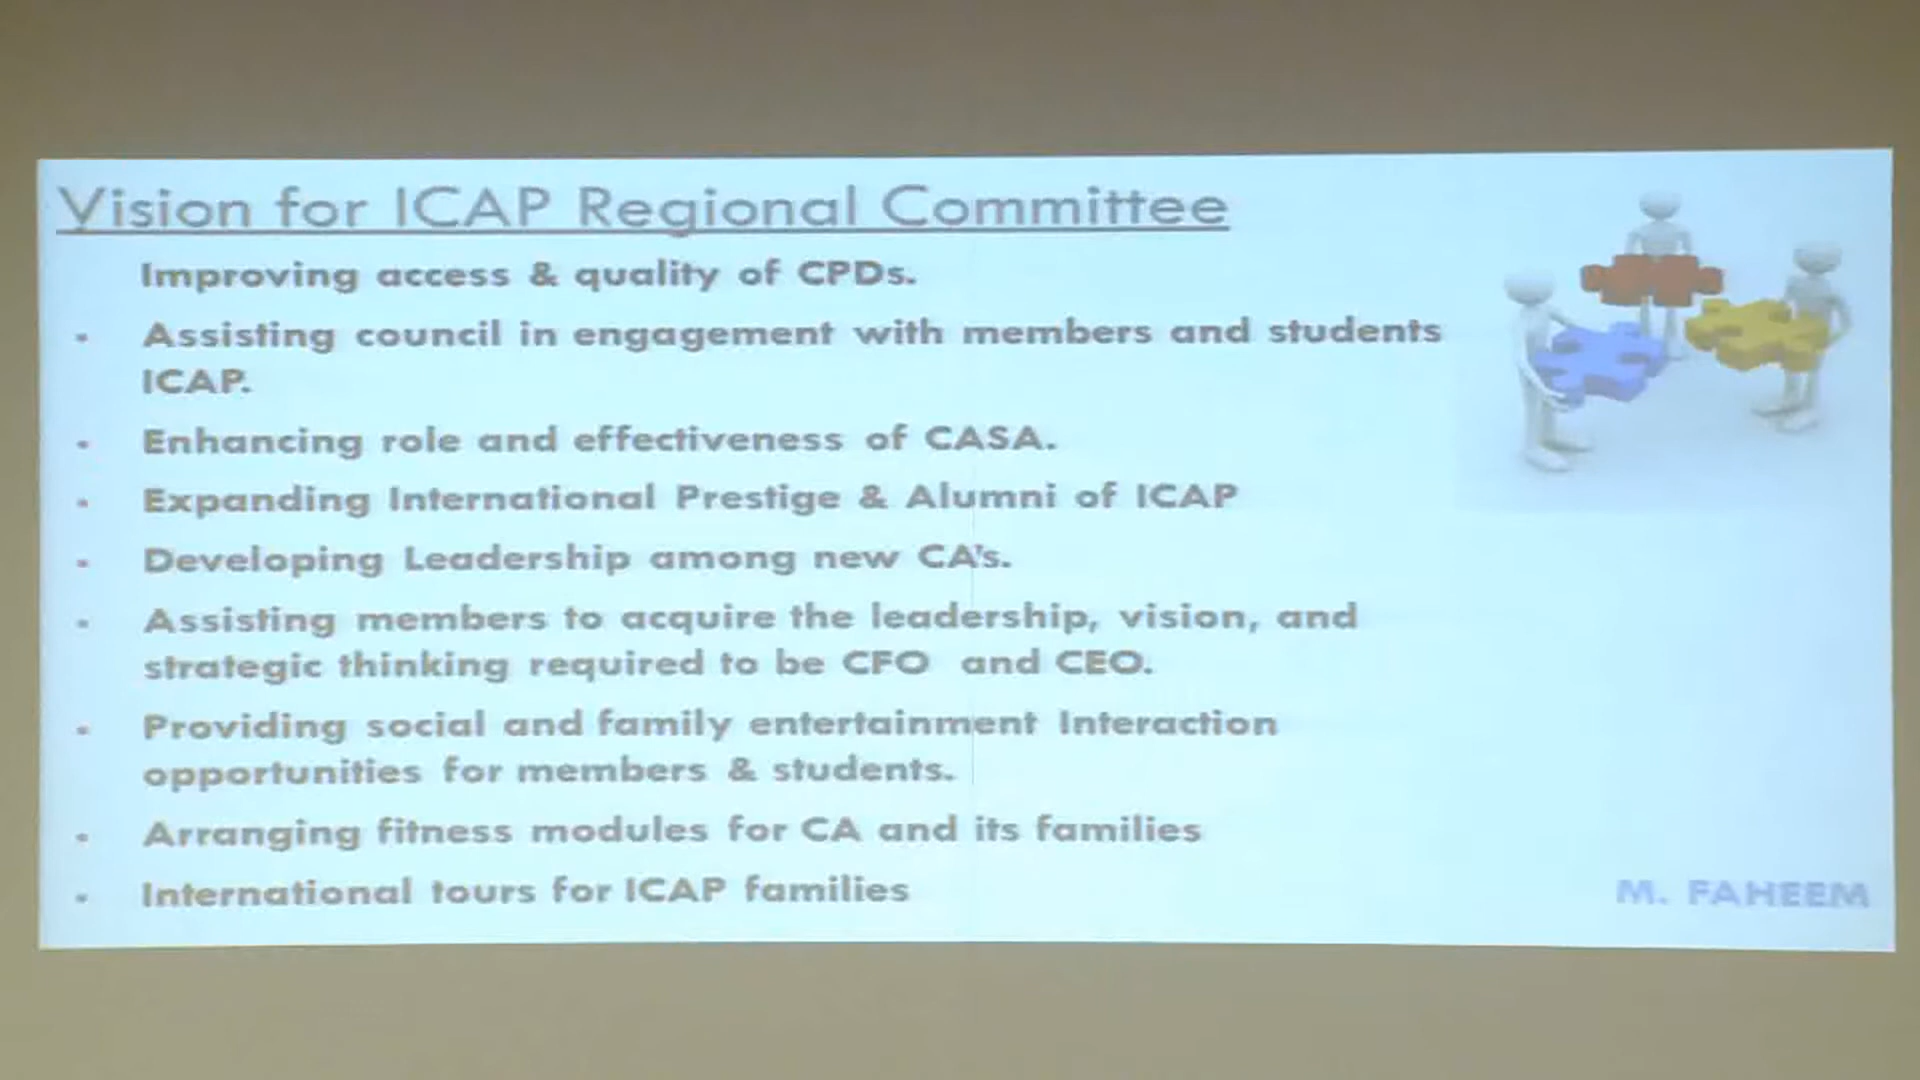 Vision for ICAP Regional Committee
Improving access & quality of CPDs.
- Assisting council in engagement with members and students
ICAP.
- Enhancing role and effectiveness of CASA.
- Expanding International Prestige & Alumni of ICAP
- Developing Leadership among new CA's.
- Assisting members to acquire the leadership, vision, and
strategic thinking required to be CFO and CEO.
- Providing social and family entertainment Interaction
opportunities for members & students.
- Arranging fitness modules for CA and its families
- International tours for ICAP families
M. FAHEEM